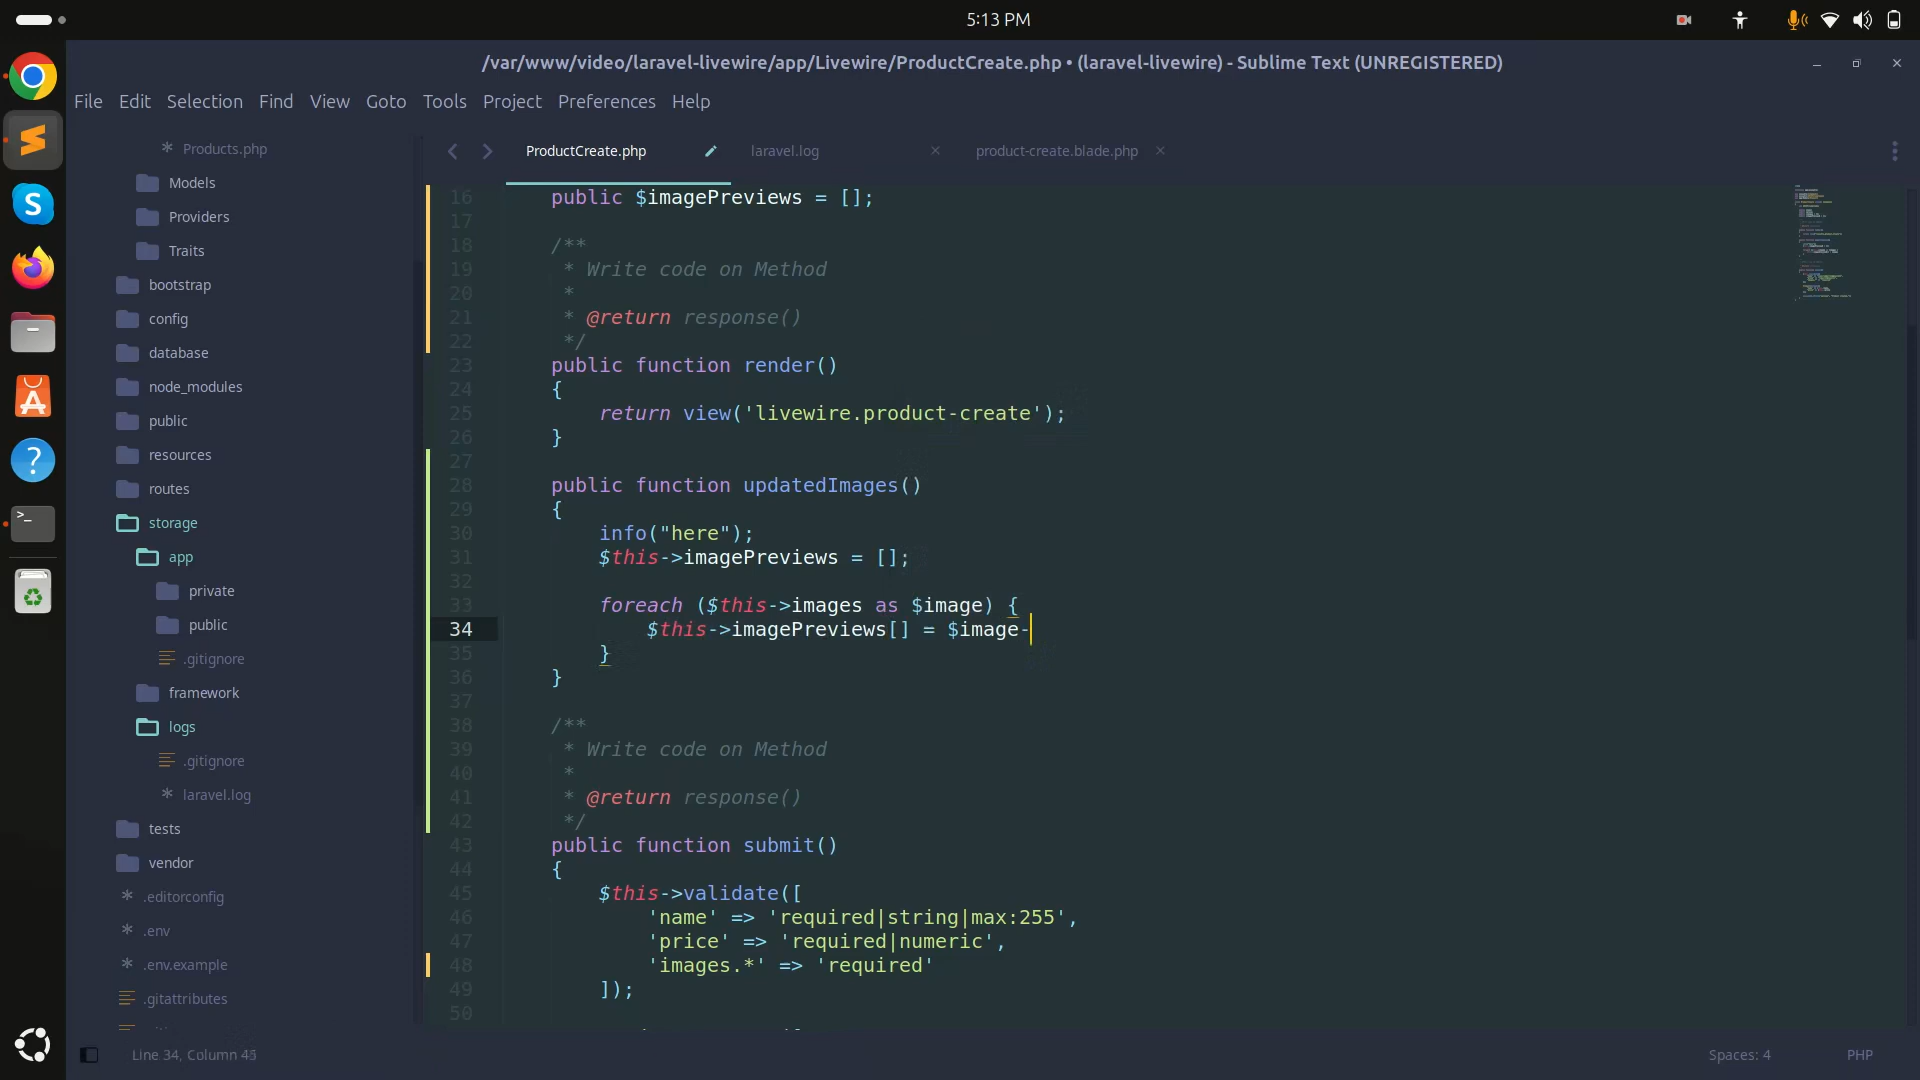 5:13 PM
/var/www/video/laravel-livewire/app/Livewire/ProductCreate.php • (laravel-livewire) - Sublime Text (UNREGISTERED)
File Edit Selection Find View Goto Tools Project Preferences Help
Products.php
Models
Providers
Traits
bootstrap
config
database
node_modules
public
resources
routes
storage
app
private
public
.gitignore
framework
logs
.gitignore
laravel.log
tests
vendor
.editorconfig
.env
.env.example
.gitattributes
ProductCreate.php laravel.log product-create.blade.php
16 public $imagePreviews = [];
17
18 /**
19 * Write code on Method
20 *
21 * @return response()
22 */
23 public function render()
24 {
25 return view('livewire.product-create');
26 }
27
28 public function updatedImages()
29 {
30 info("here");
31 $this->imagePreviews = [];
32
33 foreach ($this->images as $image) {
34 $this->imagePreviews[] = $image-
35 }
36 }
37
38 /**
39 * Write code on Method
40 *
41 * @return response()
42 */
43 public function submit()
44 {
45 $this->validate([
46 'name' => 'required|string|max:255',
47 'price' => 'required|numeric',
48 'images.*' => 'required'
49 ]);
50
Line 34, Column 45
Spaces: 4 PHP